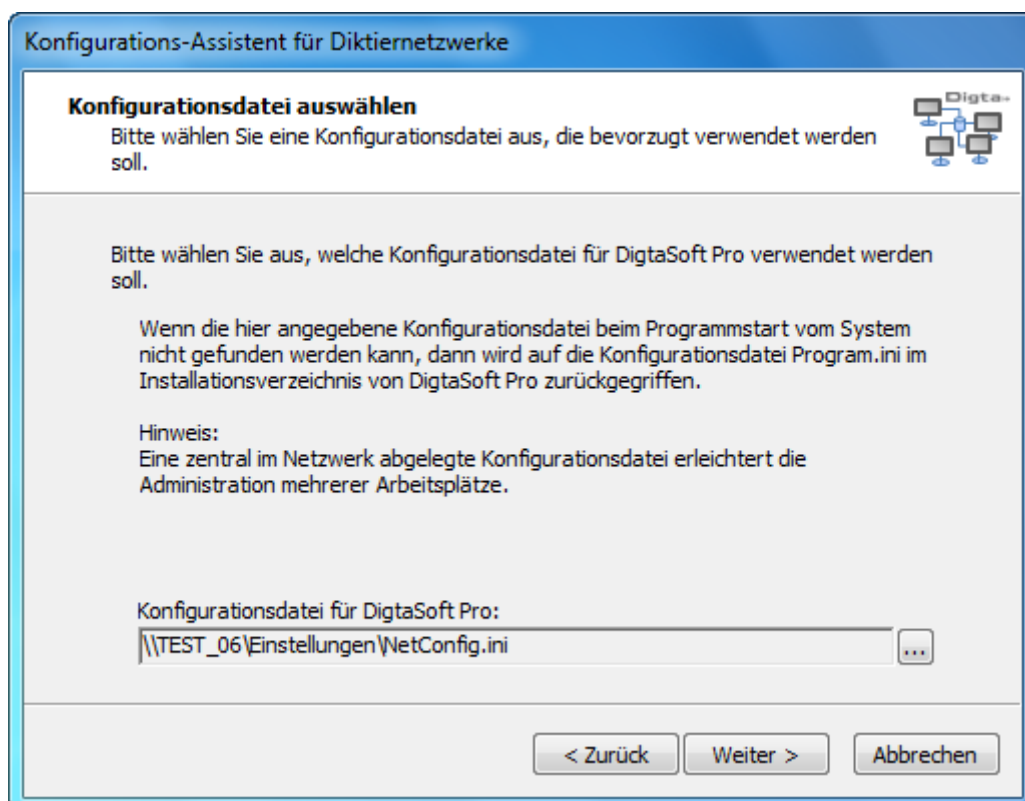 Konfigurations-Assistent für Diktiernetzwerke
Konfigurationsdatei auswählen
Digta
Bitte wählen Sie eine Konfigurationsdatei aus, die bevorzugt verwendet werden
soll.
Bitte wählen Sie aus, welche Konfigurationsdatei für DigtaSoft Pro verwendet werden
soll.
Wenn die hier angegebene Konfigurationsdatei beim Programmstart vom System
nicht gefunden werden kann, dann wird auf die Konfigurationsdatei Program.ini im
Installationsverzeichnis von DigtaSoft Pro zurückgegriffen.
Hinweis:
Eine zentral im Netzwerk abgelegte Konfigurationsdatei erleichtert die
Administration mehrerer Arbeitsplätze.
Konfigurationsdatei für DigtaSoft Pro:
\\TEST_06\Einstellungen\NetConfig.ini ...
< Zurück Weiter > Abbrechen